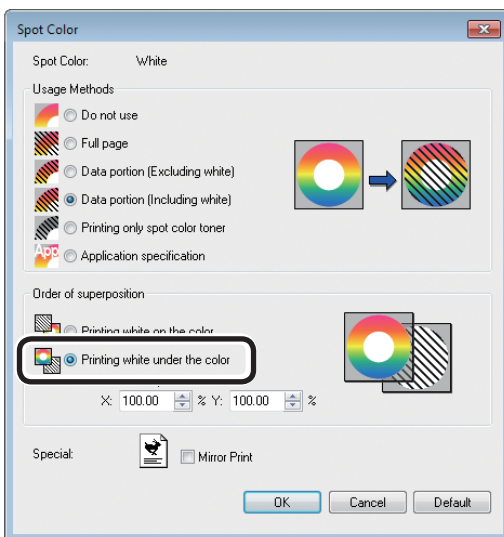 Spot Color
Spot Color: White
Usage Methods
Do not use
Full page
Data portion (Excluding white)
Data portion (Including white)
Printing only spot color toner
App Application specification
Order of superposition
Printing white on the color
Printing white under the color
X: 100.00 % Y: 100.00 %
Special: Mirror Print
OK Cancel Default